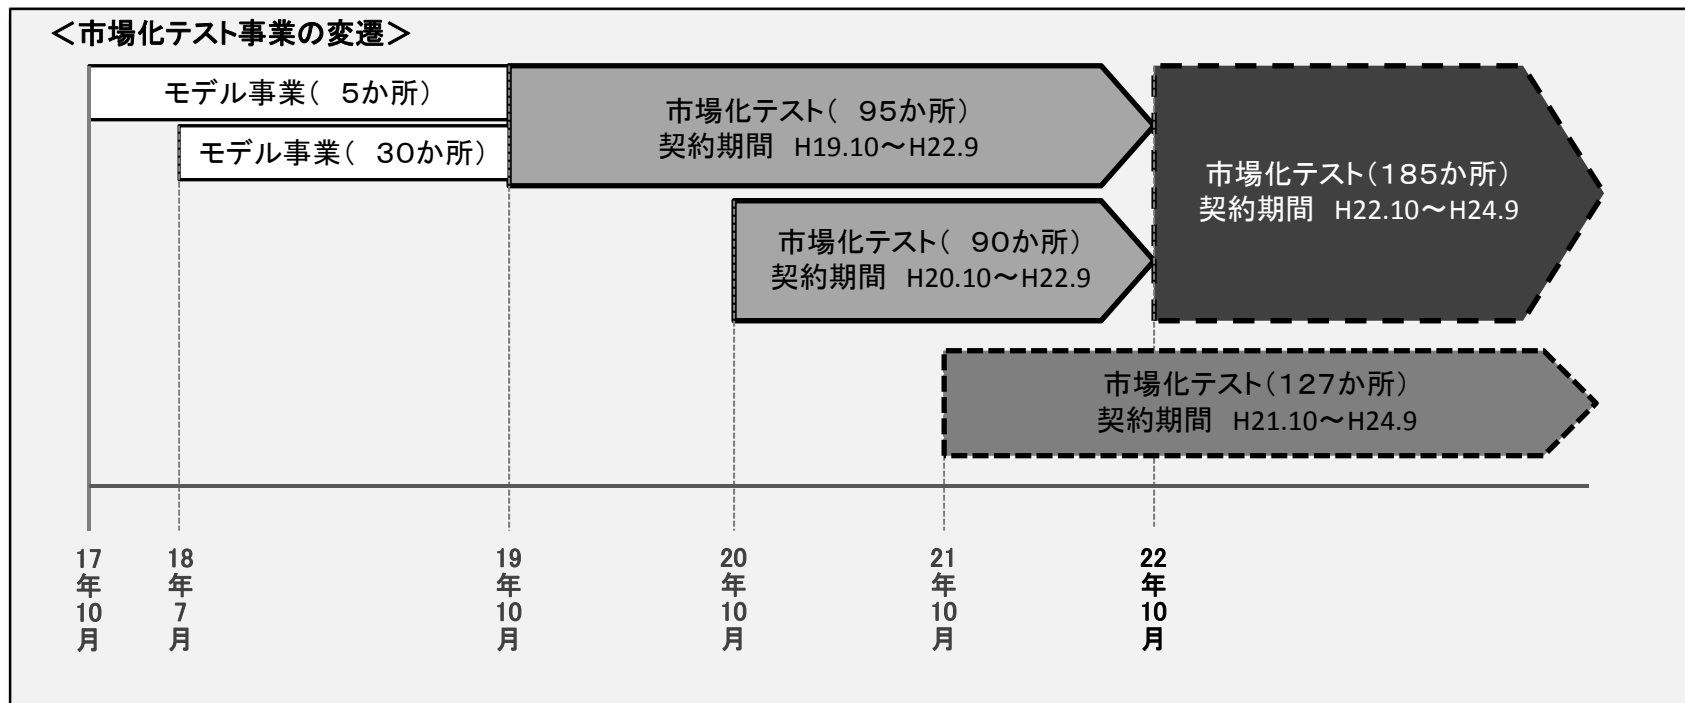 ＜市場化テスト事業の変遷＞
モデル事業（　５か所）
モデル事業（　３０か所）
市場化テスト（　９５か所）
契約期間　H19.10～H22.9
市場化テスト（　９０か所）
契約期間　H20.10～H22.9
市場化テスト（１８５か所）
契約期間　H22.10～H24.9
市場化テスト（１２７か所）
契約期間　H21.10～H24.9
17年10月
18年7月
19年10月
20年10月
21年10月
22年10月